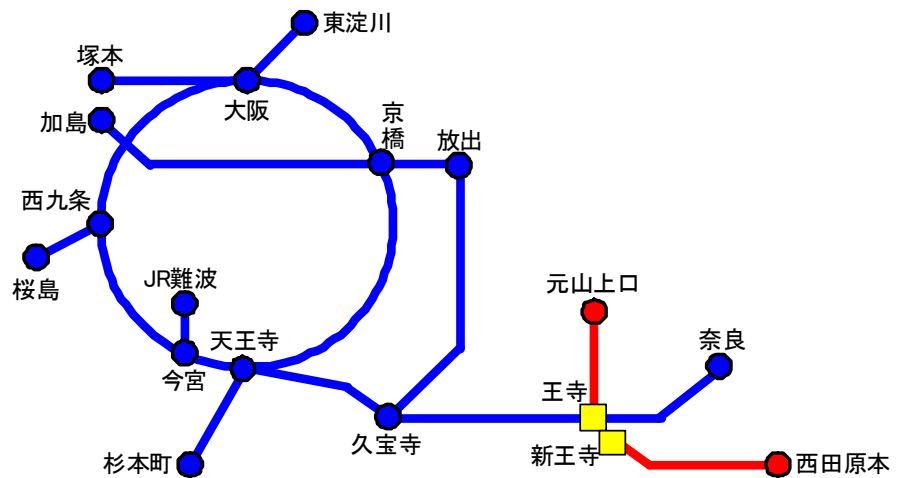 東淀川
塚本
大阪
加島
京
橋
放出
西九条
桜島
JR難波
今宮
天王寺
杉本町
久宝寺
元山上口
王寺
奈良
新王寺
西田原本